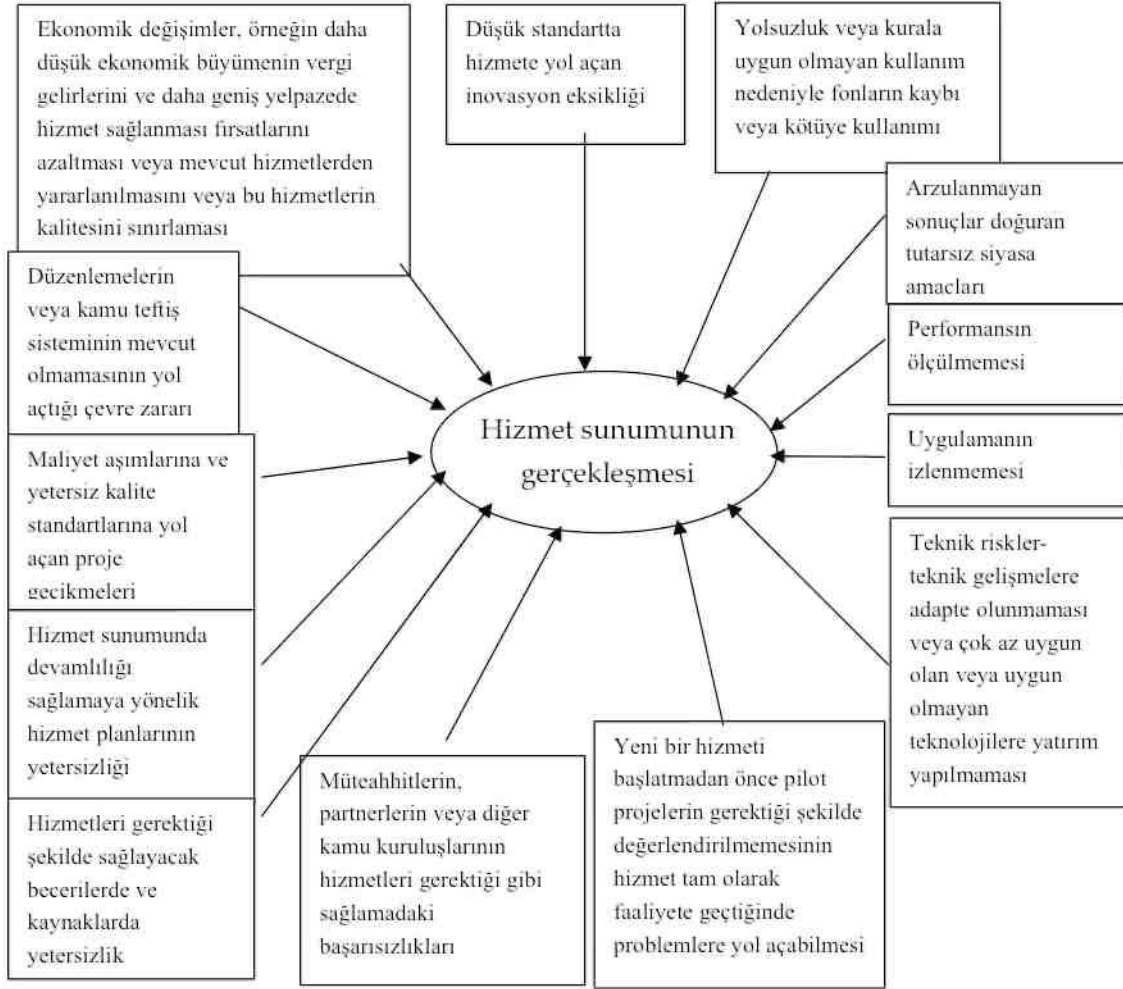 Ekonomik değişimler, örneğin daha
düşük ekonomik büyümenin vergi
gelirlerini ve daha geniş yelpazede
hizmet sağlanması fırsatlarını
azaltması veya mevcut hizmetlerden
yararlanılmasını veya bu hizmetlerin
kalitesini sınırlaması
Düşük standartta
hizmete yol açan
inovasyon eksikliği
Yolsuzluk veya kurala
uygun olmayan kullanım
nedeniyle fonların kaybı
veya kötüye kullanımı
Arzulanmayan
sonuçlar doğuran
tutarsız siyasa
amaçları
Düzenlemelerin
veya kamu teftiş
sisteminin mevcut
olmamasının yol
açtığı çevre zararı
Performansın
ölçülmemesi
Hizmet sunumunun
gerçekleşmesi
Uygulamanın
izlenmemesi
Maliyet aşımlarına ve
yetersiz kalite
standartlarına yol
açan proje
gecikmeleri
Teknik riskler-
teknik gelişmelere
adapte olunmaması
veya çok az uygun
olan veya uygun
olmayan
teknolojilere yatırım
yapılmaması
Hizmet sunumunda
devamlılığı
sağlamaya yönelik
hizmet planlarının
yetersizliği
Hizmetleri gerektiği
şekilde sağlayacak
becerilerde ve
kaynaklarda
yetersizlik
Müteahhitlerin,
partnerlerin veya diğer
kamu kuruluşlarının
hizmetleri gerektiği gibi
sağlamadaki
başarısızlıkları
Yeni bir hizmeti
başlatmadan önce pilot
projelerin gerektiği şekilde
değerlendirilmemesinin
hizmet tam olarak
faaliyete geçtiğinde
problemlere yol açabilmesi